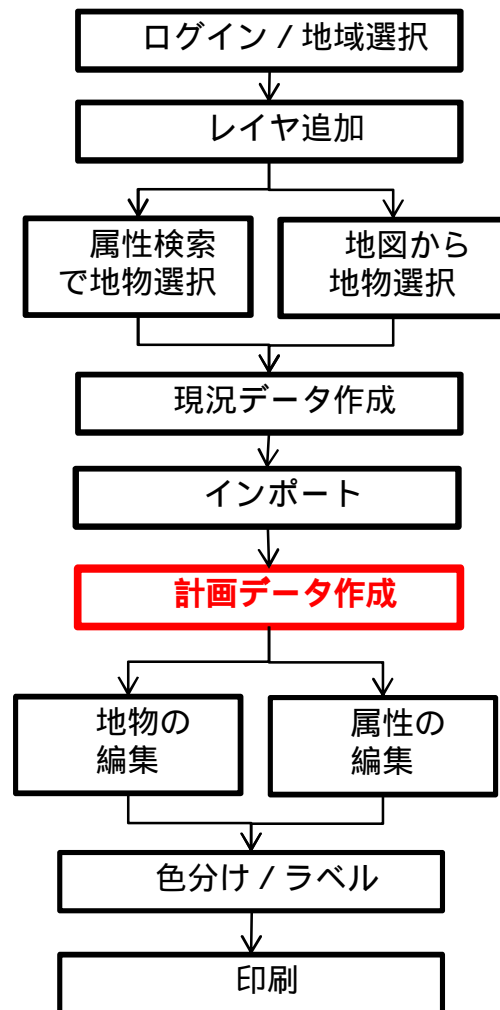 ログイン / 地域選択
レイヤ追加
属性検索
で地物選択
地図から
地物選択
現況データ作成
インポート
計画データ作成
地物の
編集
属性の
編集
色分け / ラベル
印刷